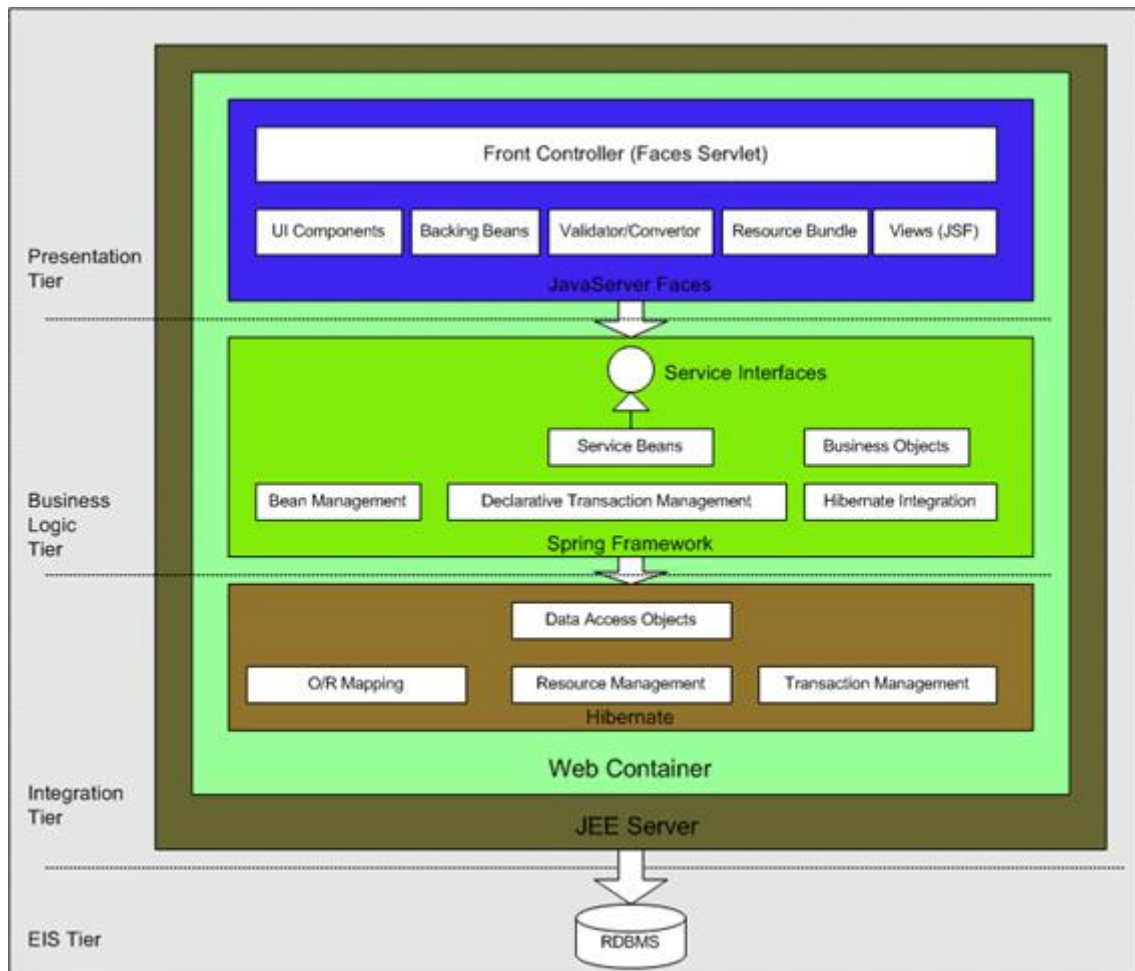 Front Controller (Faces Servlet)
UI Components
Backing Beans
Validator/Convertor
Resource Bundle
Views (JSF)
Presentation
Tier
JavaServer Faces
Service Interfaces
Service Beans
Business Objects
Bean Management
Declarative Transaction Management
Hibernate Integration
Business
Logic
Tier
Spring Framework
Data Access Objects
O/R Mapping
Resource Management
Transaction Management
Hibernate
Web Container
Integration
Tier
JEE Server
EIS Tier
RDBMS